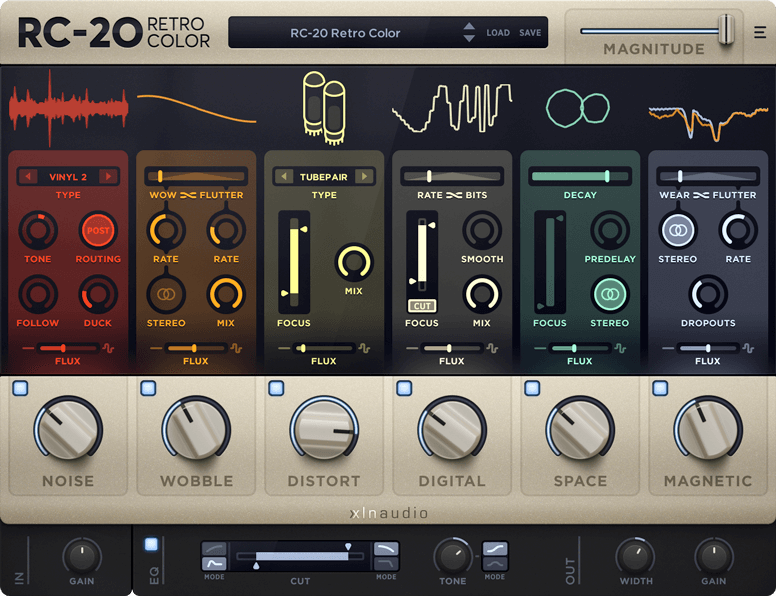 RC-20 RETRO COLOR
RC-20 Retro Color
LOAD SAVE
MAGNITUDE
VINYL 2
TYPE
TONE
POST
ROUTING
FOLLOW
DUCK
FLUX
WOW FLUTTER
RATE
RATE
STEREO
MIX
FLUX
TUBEPAIR
TYPE
FOCUS
MIX
FLUX
RATE BITS
SMOOTH
CUT
FOCUS
MIX
FLUX
DECAY
PREDELAY
FOCUS
STEREO
FLUX
WEAR FLUTTER
STEREO
RATE
DROPOUTS
FLUX
NOISE
WOBBLE
DISTORT
DIGITAL
SPACE
MAGNETIC
xlnaudio
IN
GAIN
EQ
MODE
CUT
MODE
TONE
MODE
OUT
WIDTH
GAIN